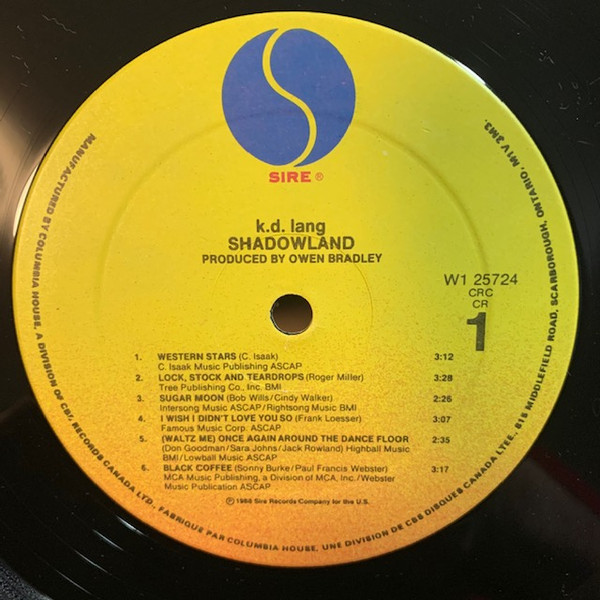 SIRE ®
k.d. lang
SHADOWLAND
PRODUCED BY OWEN BRADLEY
W1 25724
CRC
CR
1
1. WESTERN STARS (C. Isaak) 3:12
C. Isaak Music Publishing ASCAP
2. LOCK, STOCK AND TEARDROPS (Roger Miller) 3:28
Tree Publishing Co., Inc. BMI
3. SUGAR MOON (Bob Wills/Cindy Walker) 2:26
Intersong Music ASCAP/Rightsong Music BMI
4. I WISH I DIDN'T LOVE YOU SO (Frank Loesser) 3:07
Famous Music Corp. ASCAP
5. (WALTZ ME) ONCE AGAIN AROUND THE DANCE FLOOR 2:35
(Don Goodman/Sara Johns/Jack Rowland) Highball Music
BMI/Lowball Music ASCAP
6. BLACK COFFEE (Sonny Burke/Paul Francis Webster) 3:17
MCA Music Publishing, a Division of MCA, Inc./Webster
Music Publication ASCAP
℗ 1988 Sire Records Company for the U.S.
MANUFACTURED BY COLUMBIA HOUSE, A DIVISION OF CBS RECORDS CANADA LTD. FABRIQUE PAR COLUMBIA HOUSE, UNE DIVISION DE CBS DISQUES CANADA LTEE., 815 MIDDLEFIELD ROAD, SCARBOROUGH, ONTARIO, M1V 3M3.